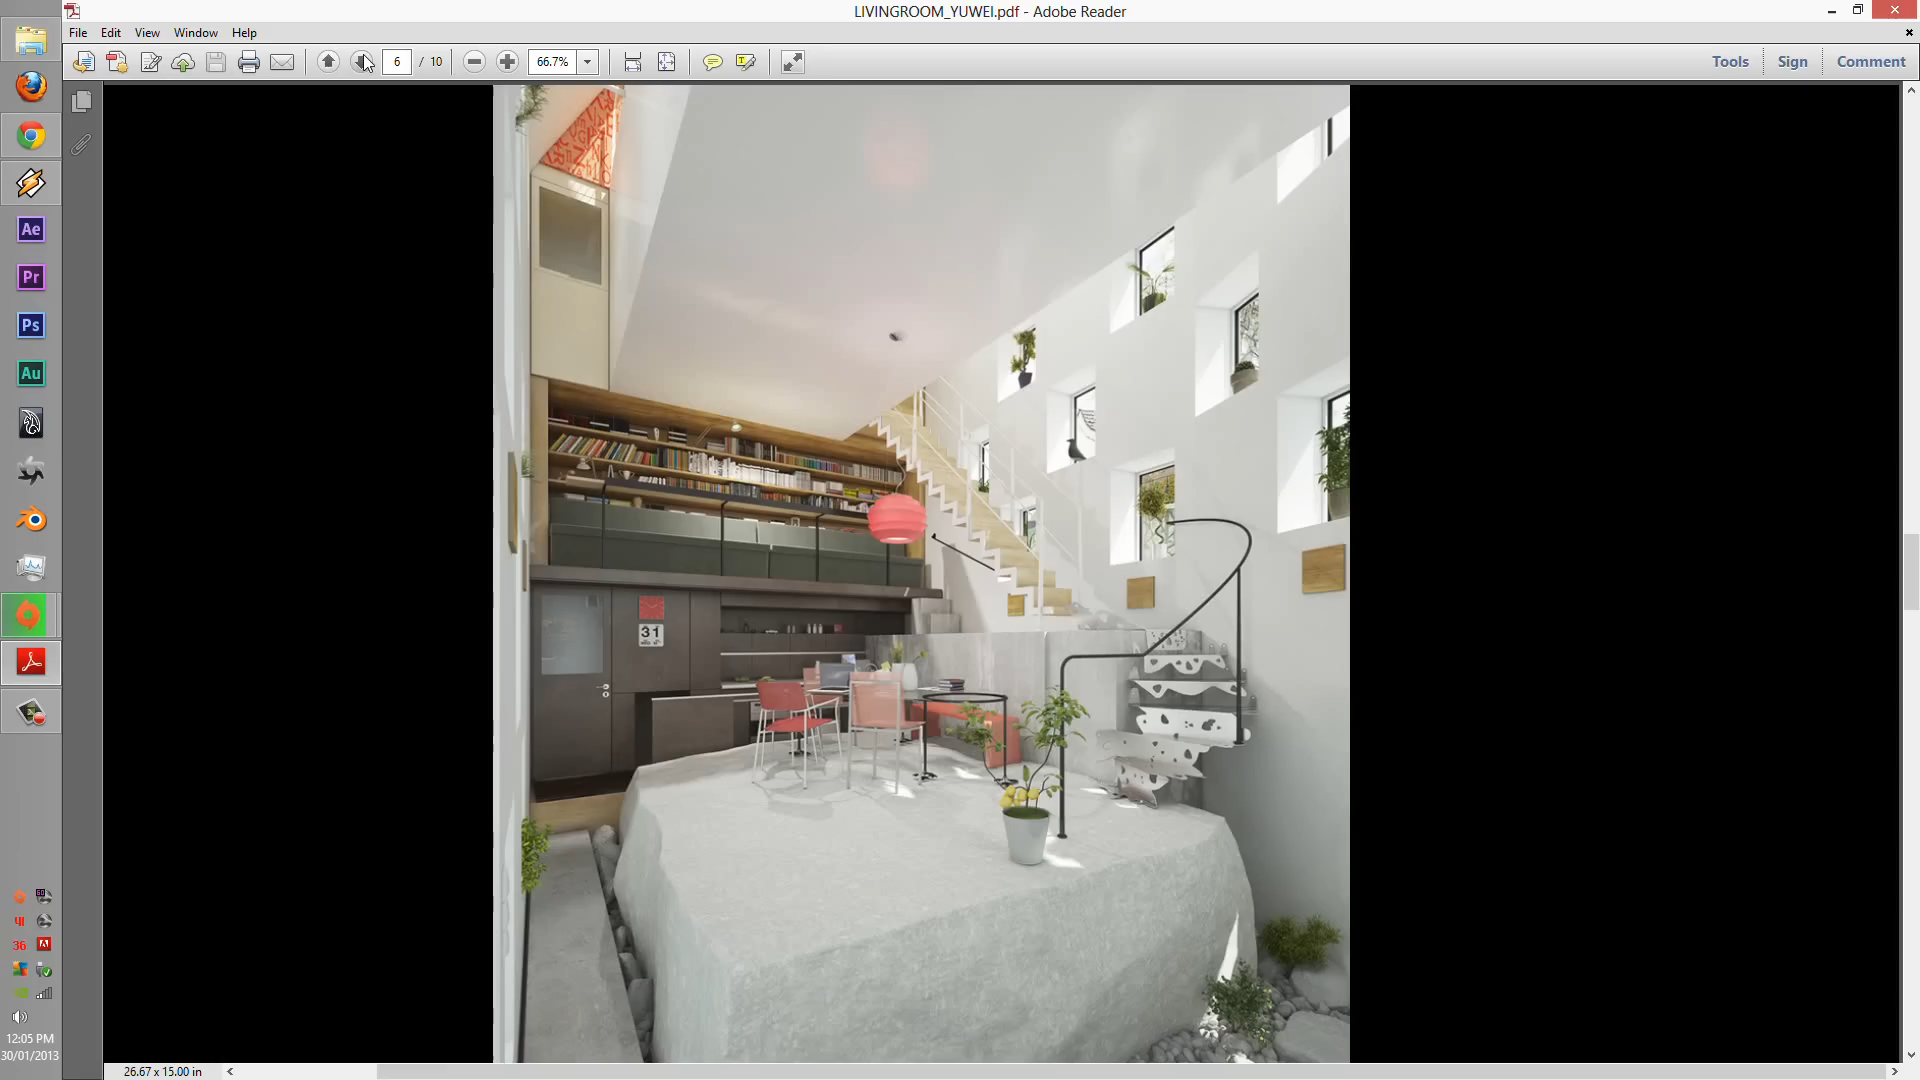 LIVINGROOM_YUWEI.pdf - Adobe Reader
File Edit View Window Help
6 / 10 66.7% Tools Sign Comment
Ae
Pr
Ps
Au
31
36
12:05 PM
30/01/2013
26.67 x 15.00 in